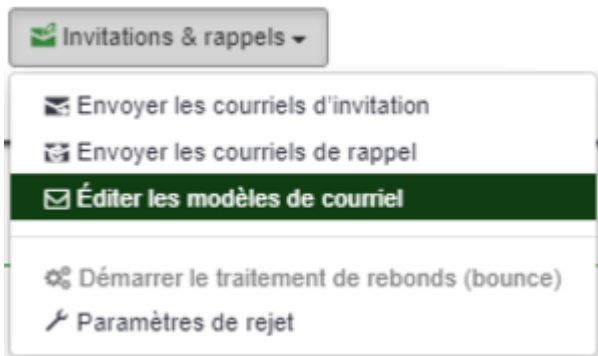 Invitations & rappels
Envoyer les courriels d'invitation
Envoyer les courriels de rappel
Éditer les modèles de courriel
Démarrer le traitement de rebonds (bounce)
Paramètres de rejet